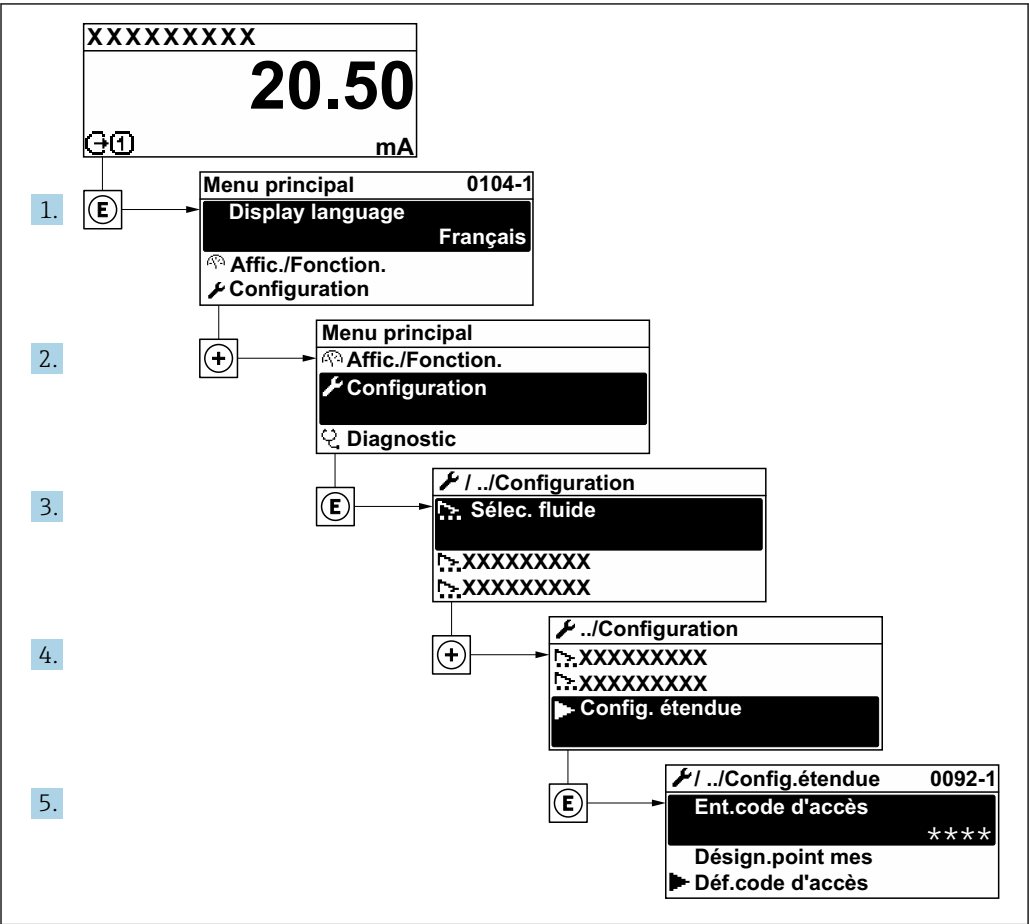 XXXXXXXXX
20.50
1 mA
1.
E
Menu principal 0104-1
Display language
Français
Affic./Fonction.
Configuration
2.
+
Menu principal
Affic./Fonction.
Configuration
Diagnostic
3.
E
/ ../Configuration
Sélec. fluide
XXXXXXXXX
XXXXXXXXX
4.
+
../Configuration
XXXXXXXXX
XXXXXXXXX
Config. étendue
5.
E
/ ../Config.étendue 0092-1
Ent.code d'accès
****
Désign.point mes
Déf.code d'accès